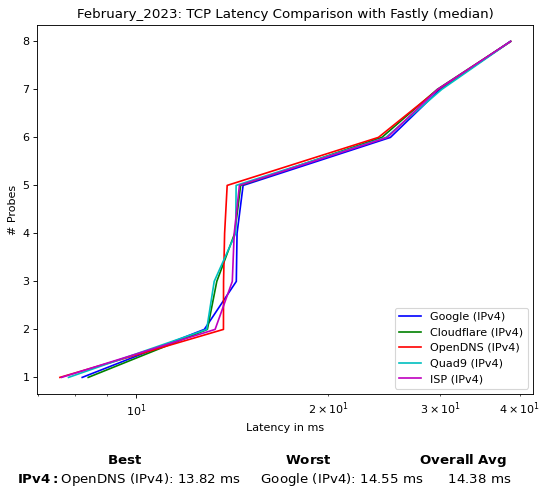 February_2023: TCP Latency Comparison with Fastly (median)
8
7
6
5
4
3
2
1
# Probes
Google (IPv4)
Cloudflare (IPv4)
OpenDNS (IPv4)
Quad9 (IPv4)
ISP (IPv4)
10¹ 2 × 10¹ 3 × 10¹ 4 × 10¹
Latency in ms
Best Worst Overall Avg
IPv4: OpenDNS (IPv4): 13.82 ms Google (IPv4): 14.55 ms 14.38 ms